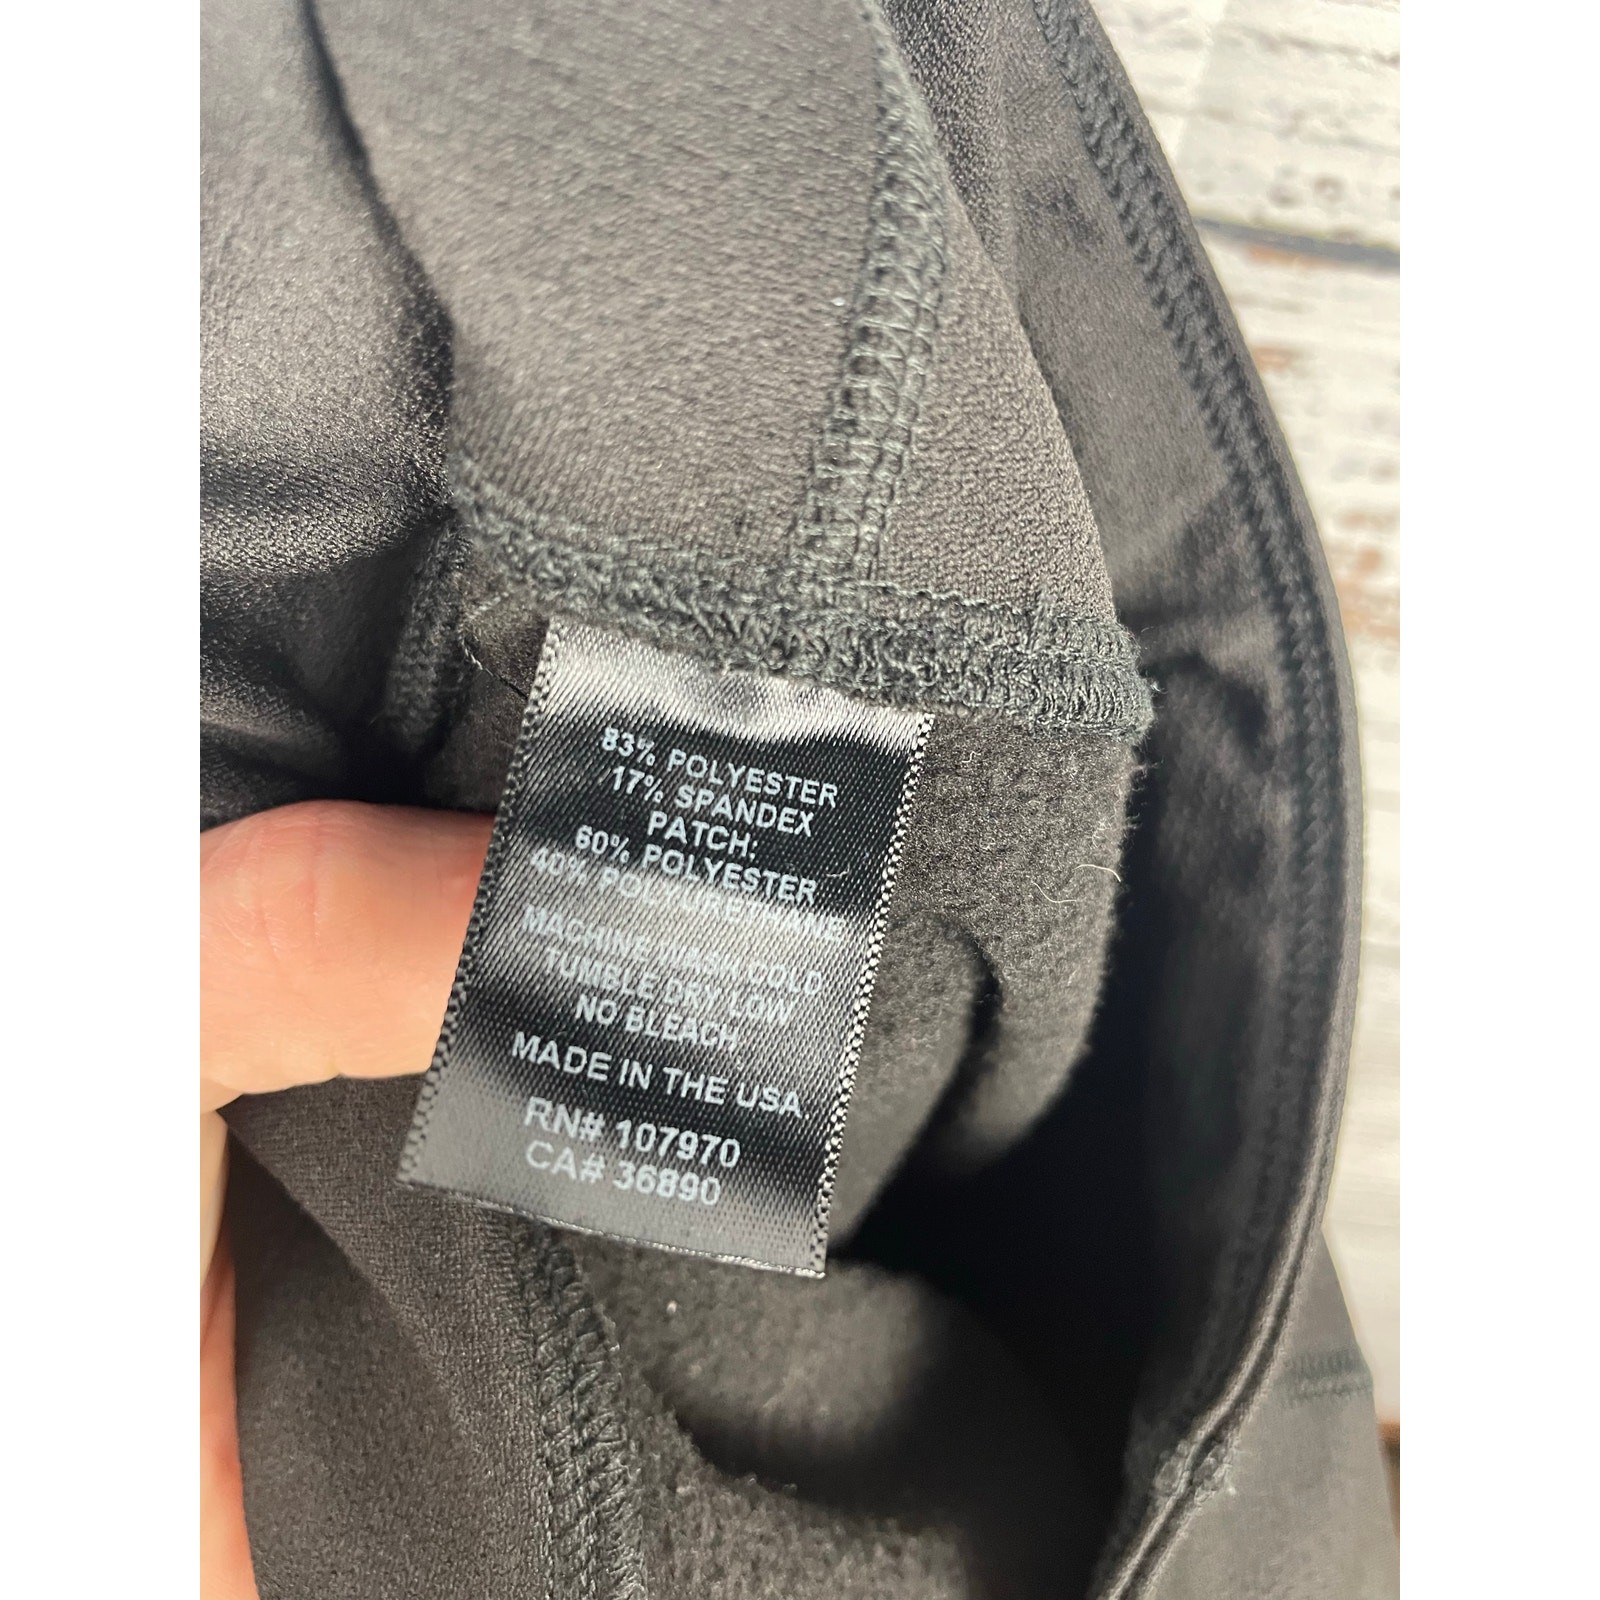 83% POLYESTER
17% SPANDEX
PATCH:
60% POLYESTER
40% POLYURETHANE
MACHINE WASH COLD
TUMBLE DRY LOW
NO BLEACH
MADE IN THE USA.
RN# 107970
CA# 36890